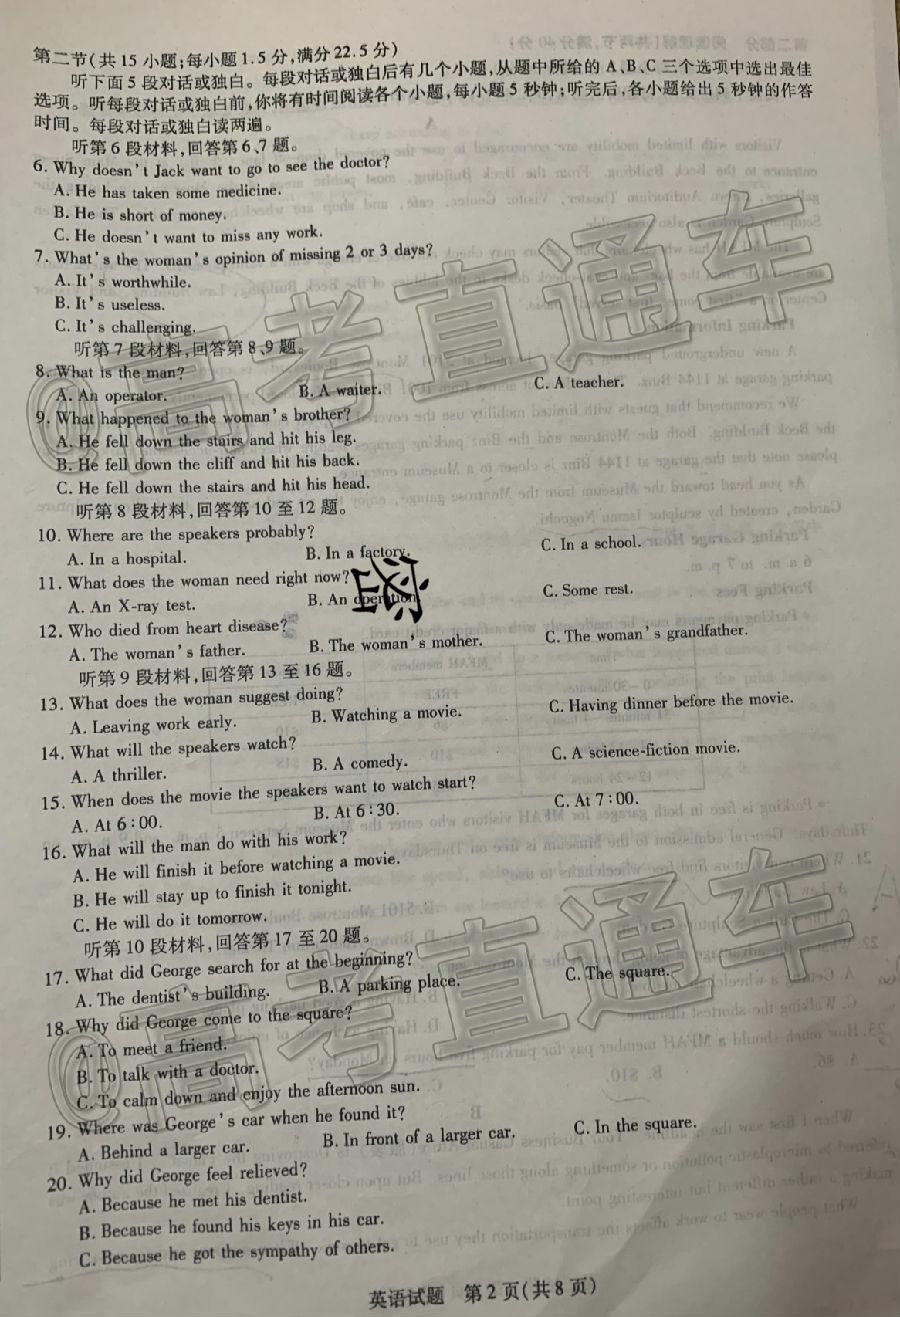 第二节(共 15 小题;每小题 1.5 分,满分 22.5 分)
听下面 5 段对话或独白。每段对话或独白后有几个小题,从题中所给的 A、B、C 三个选项中选出最佳
选项。听每段对话或独白前,你将有时间阅读各个小题,每小题 5 秒钟;听完后,各小题给出 5 秒钟的作答
时间。每段对话或独白读两遍。
听第 6 段材料,回答第 6、7 题。
6. Why doesn't Jack want to go to see the doctor?
A. He has taken some medicine.
B. He is short of money.
C. He doesn't want to miss any work.
7. What's the woman's opinion of missing 2 or 3 days?
A. It's worthwhile.
B. It's useless.
C. It's challenging.
听第 7 段材料,回答第 8、9 题。
8. What is the man?
A. An operator. B. A waiter. C. A teacher.
9. What happened to the woman's brother?
A. He fell down the stairs and hit his leg.
B. He fell down the cliff and hit his back.
C. He fell down the stairs and hit his head.
听第 8 段材料,回答第 10 至 12 题。
10. Where are the speakers probably?
A. In a hospital. B. In a factory. C. In a school.
11. What does the woman need right now?
A. An X-ray test. B. An operation. C. Some rest.
12. Who died from heart disease?
A. The woman's father. B. The woman's mother. C. The woman's grandfather.
听第 9 段材料,回答第 13 至 16 题。
13. What does the woman suggest doing?
A. Leaving work early. B. Watching a movie. C. Having dinner before the movie.
14. What will the speakers watch?
A. A thriller. B. A comedy. C. A science-fiction movie.
15. When does the movie the speakers want to watch start?
A. At 6:00. B. At 6:30. C. At 7:00.
16. What will the man do with his work?
A. He will finish it before watching a movie.
B. He will stay up to finish it tonight.
C. He will do it tomorrow.
听第 10 段材料,回答第 17 至 20 题。
17. What did George search for at the beginning?
A. The dentist's building. B. A parking place. C. The square.
18. Why did George come to the square?
A. To meet a friend.
B. To talk with a doctor.
C. To calm down and enjoy the afternoon sun.
19. Where was George's car when he found it?
A. Behind a larger car. B. In front of a larger car. C. In the square.
20. Why did George feel relieved?
A. Because he met his dentist.
B. Because he found his keys in his car.
C. Because he got the sympathy of others.
英语试题 第 2 页(共 8 页)
@高考直通车
密
@高考直通车